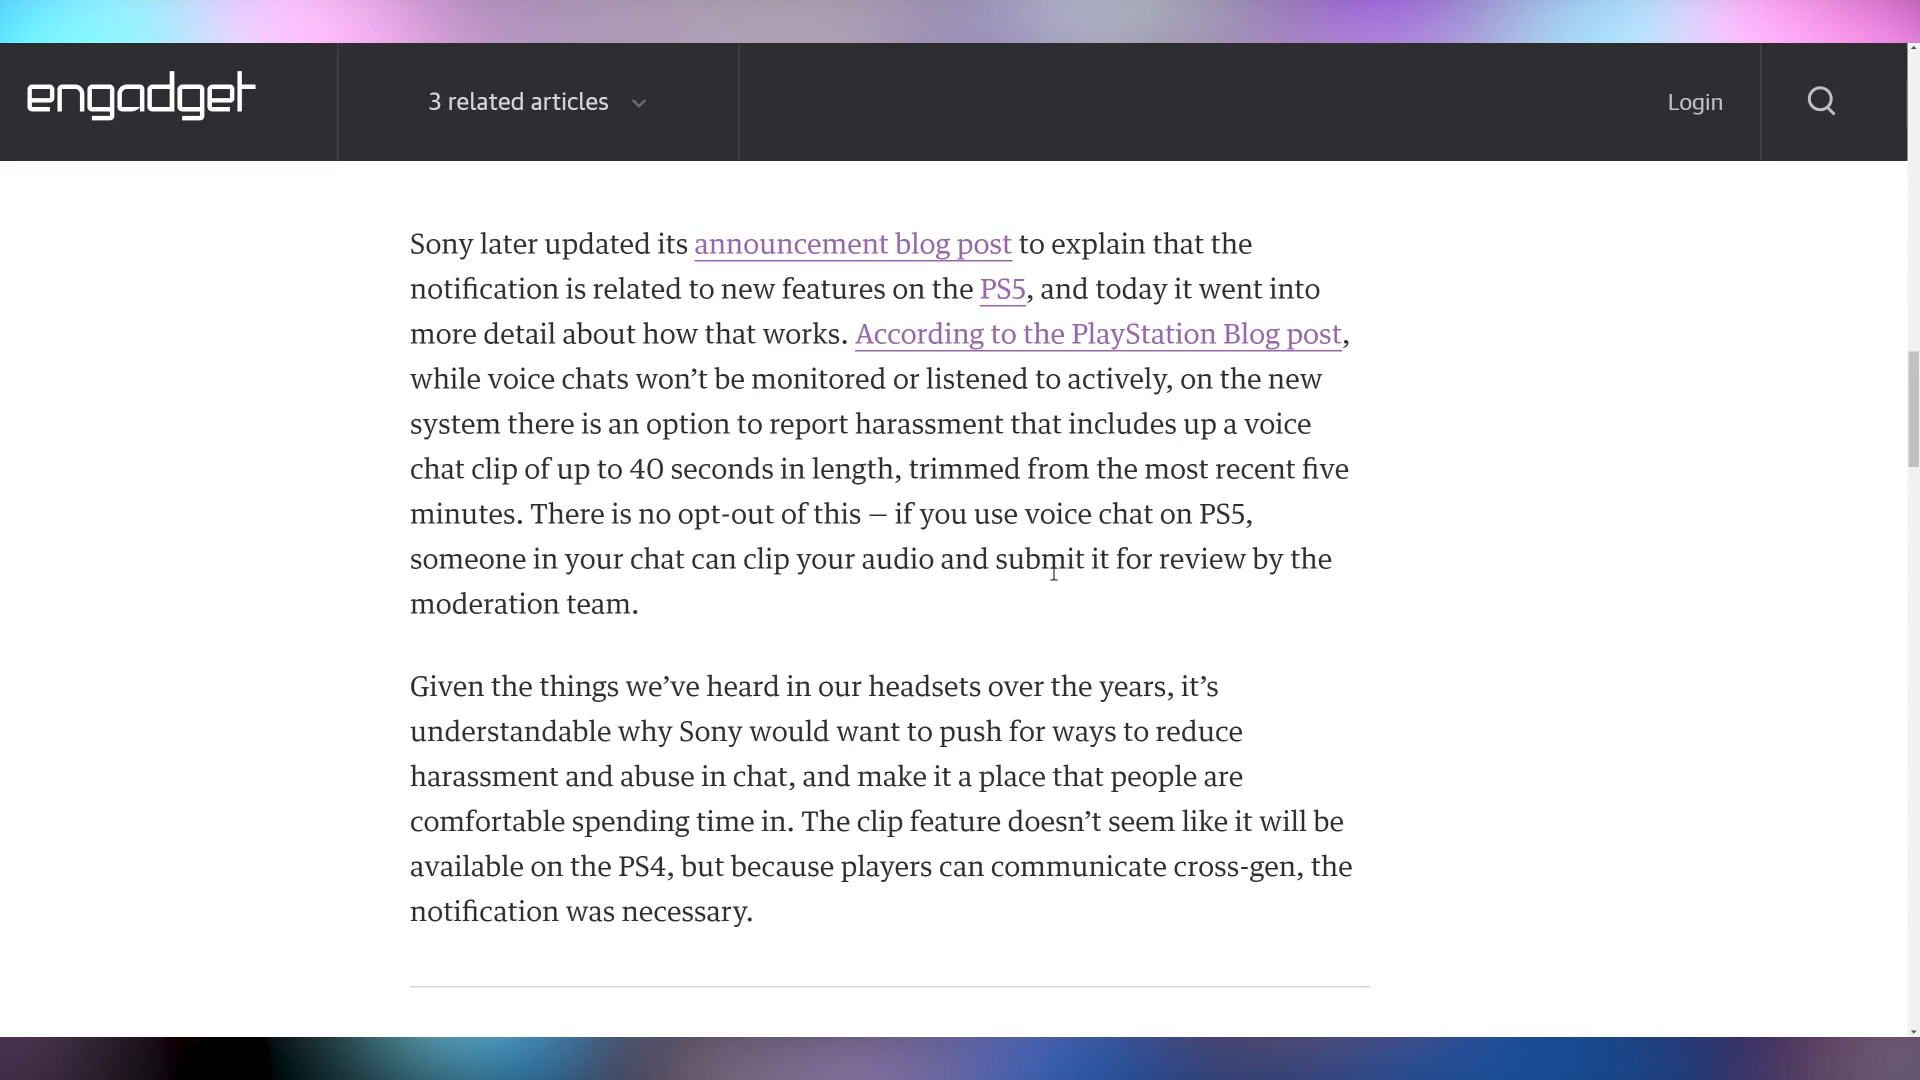 engadget
3 related articles
Login
Sony later updated its announcement blog post to explain that the
notification is related to new features on the PS5, and today it went into
more detail about how that works. According to the PlayStation Blog post,
while voice chats won’t be monitored or listened to actively, on the new
system there is an option to report harassment that includes up a voice
chat clip of up to 40 seconds in length, trimmed from the most recent five
minutes. There is no opt-out of this — if you use voice chat on PS5,
someone in your chat can clip your audio and submit it for review by the
moderation team.
Given the things we’ve heard in our headsets over the years, it’s
understandable why Sony would want to push for ways to reduce
harassment and abuse in chat, and make it a place that people are
comfortable spending time in. The clip feature doesn’t seem like it will be
available on the PS4, but because players can communicate cross-gen, the
notification was necessary.